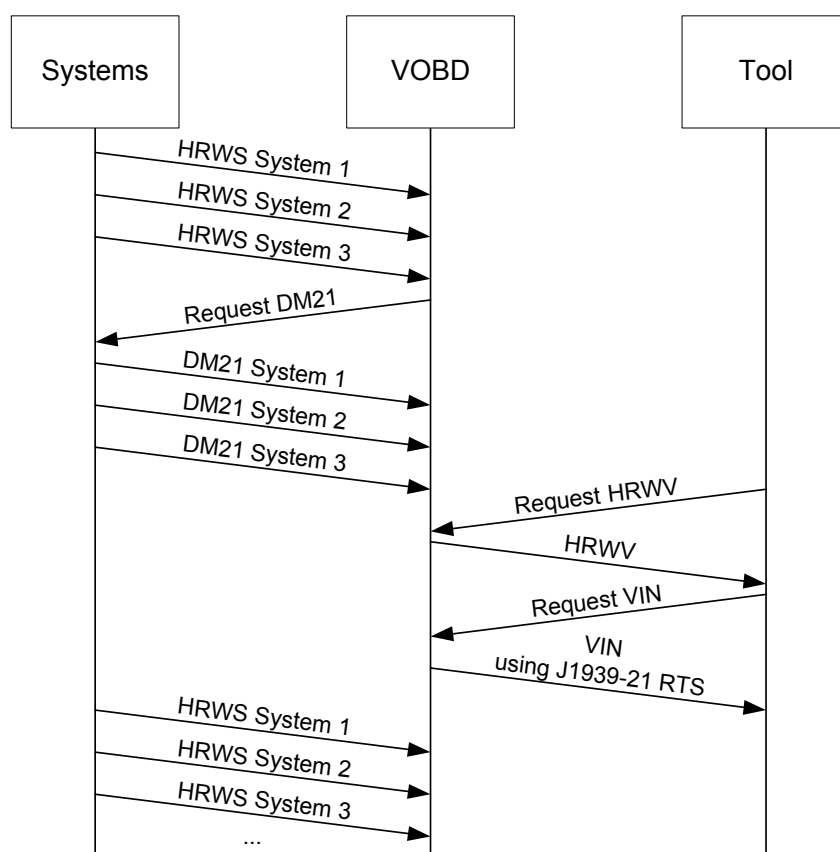 Systems
VOBD
Tool
HRWS System 1
HRWS System 2
HRWS System 3
Request DM21
DM21 System 1
DM21 System 2
DM21 System 3
Request HRWV
HRWV
Request VIN
VIN
using J1939-21 RTS
HRWS System 1
HRWS System 2
HRWS System 3
...